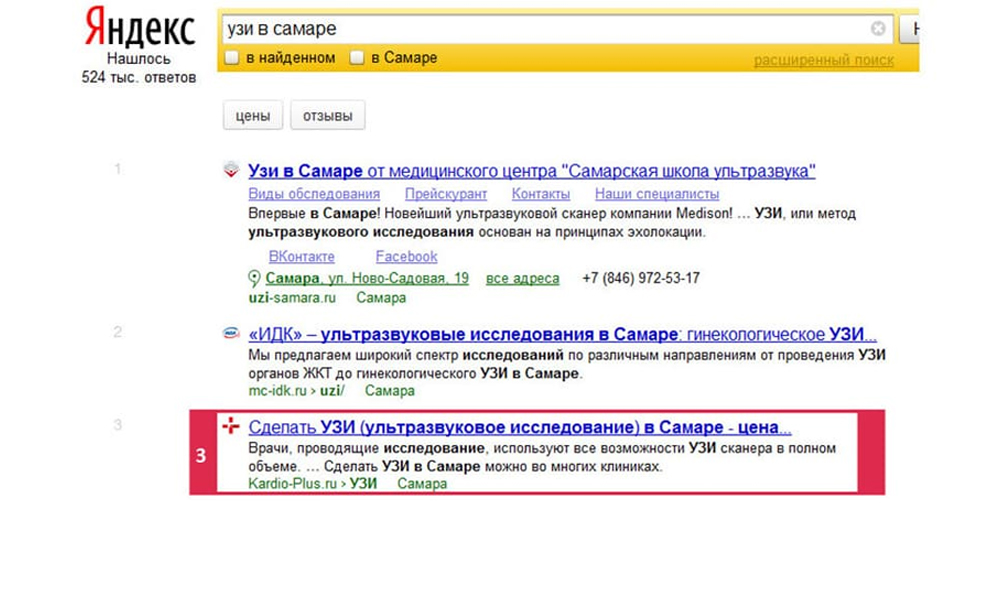 Яндекс
узи в самаре
Нашлось
524 тыс. ответов
в найденном
в Самаре
расширенный поиск
цены
отзывы
1
Узи в Самаре от медицинского центра "Самарская школа ультразвука"
Виды обследования Прейскурант Контакты Наши специалисты
Впервые в Самаре! Новейший ультразвуковой сканер компании Medison! ... УЗИ, или метод
ультразвукового исследования основан на принципах эхолокации.
ВКонтакте Facebook
Самара, ул. Ново-Садовая, 19 все адреса +7 (846) 972-53-17
uzi-samara.ru Самара
2
«ИДК» – ультразвуковые исследования в Самаре: гинекологическое УЗИ...
Мы предлагаем широкий спектр исследований по различным направлениям от проведения УЗИ
органов ЖКТ до гинекологического УЗИ в Самаре.
mc-idk.ru › uzi/ Самара
3
3
Сделать УЗИ (ультразвуковое исследование) в Самаре - цена...
Врачи, проводящие исследование, используют все возможности УЗИ сканера в полном
объеме. ... Сделать УЗИ в Самаре можно во многих клиниках.
Kardio-Plus.ru › УЗИ Самара